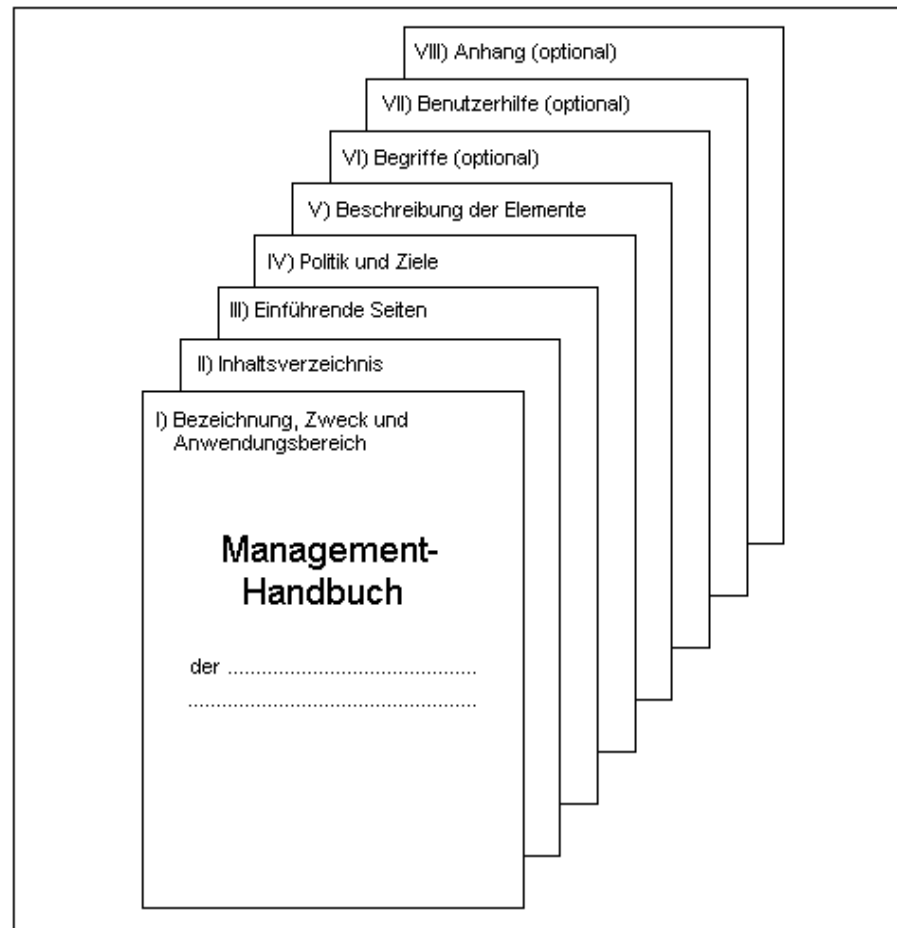 VIII) Anhang (optional)
VII) Benutzerhilfe (optional)
VI) Begriffe (optional)
V) Beschreibung der Elemente
IV) Politik und Ziele
III) Einführende Seiten
II) Inhaltsverzeichnis
I) Bezeichnung, Zweck und
Anwendungsbereich
Management-
Handbuch
der .............................................
....................................................